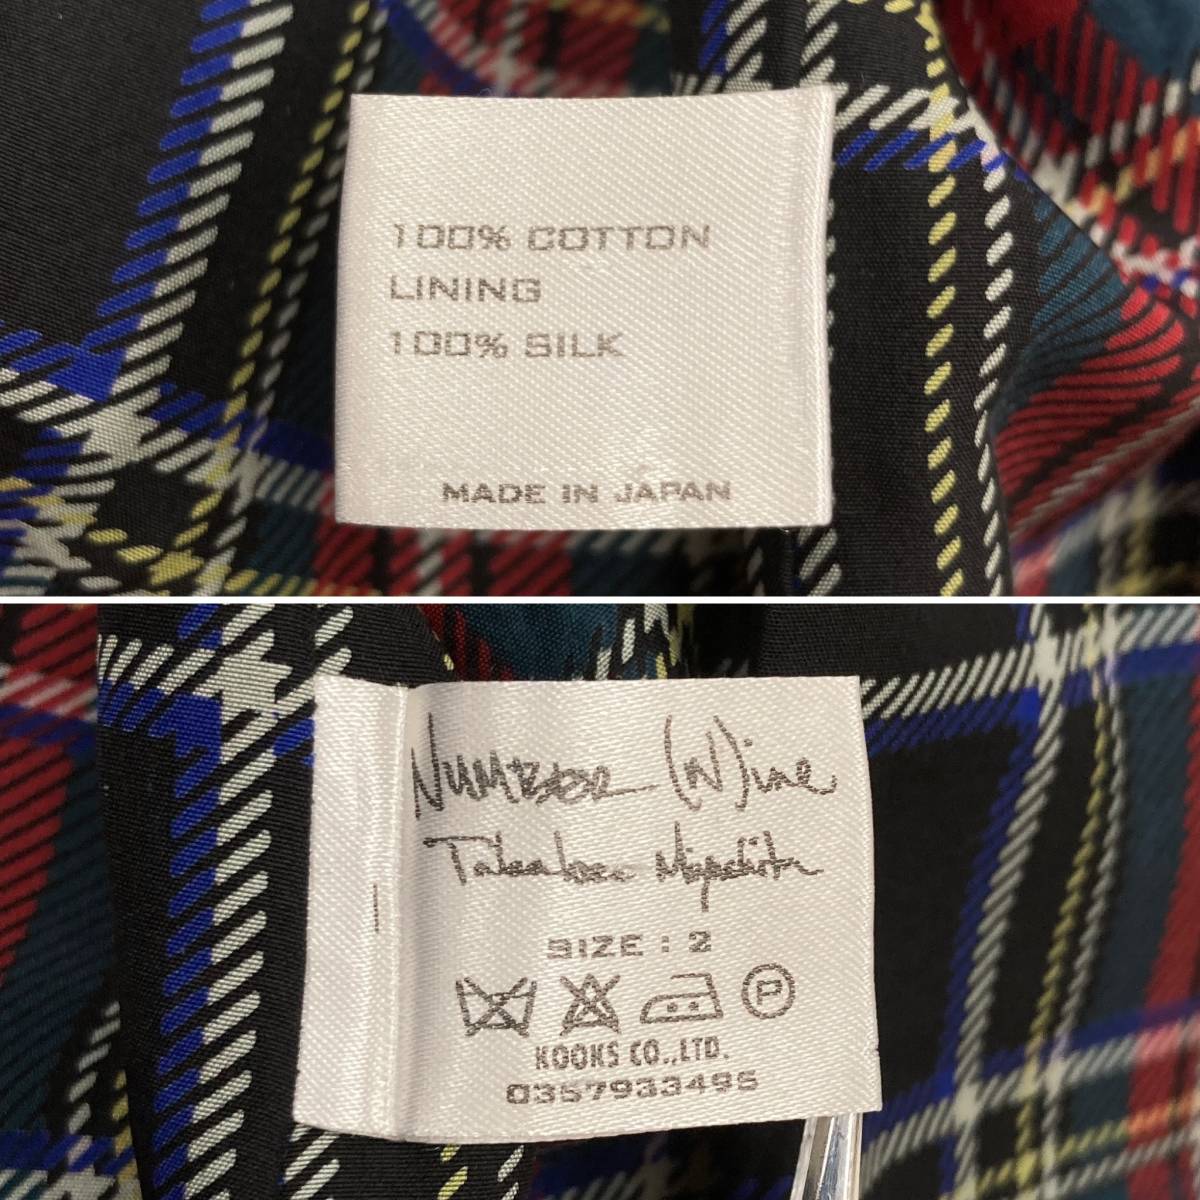 100% COTTON
LINING
100% SILK
MADE IN JAPAN
NUMBER (N)ine
Takahiro Miyashita
SIZE : 2
P
KOOKS CO.,LTD.
0357933495